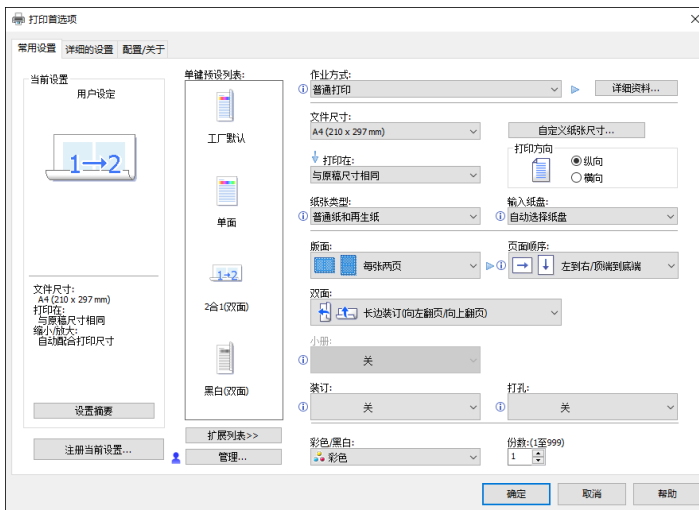 打印首选项
常用设置 详细的设置 配置/关于
当前设置
用户设定
1→2
文件尺寸:
A4 (210 x 297 mm)
打印在:
与原稿尺寸相同
缩小/放大:
自动配合打印尺寸
设置摘要
注册当前设置...
单键预设列表:
工厂默认
单面
1→2
2合1(双面)
黑白(双面)
扩展列表>>
管理...
作业方式:
普通打印
详细资料...
文件尺寸:
A4 (210 x 297 mm)
自定义纸张尺寸...
打印在:
与原稿尺寸相同
打印方向
纵向
横向
纸张类型:
普通纸和再生纸
输入纸盘:
自动选择纸盘
版面:
每张两页
页面顺序:
左到右/顶端到底端
双面:
长边装订(向左翻页/向上翻页)
小册:
关
装订:
关
打孔:
关
彩色/黑白:
彩色
份数:(1至999)
1
确定 取消 帮助